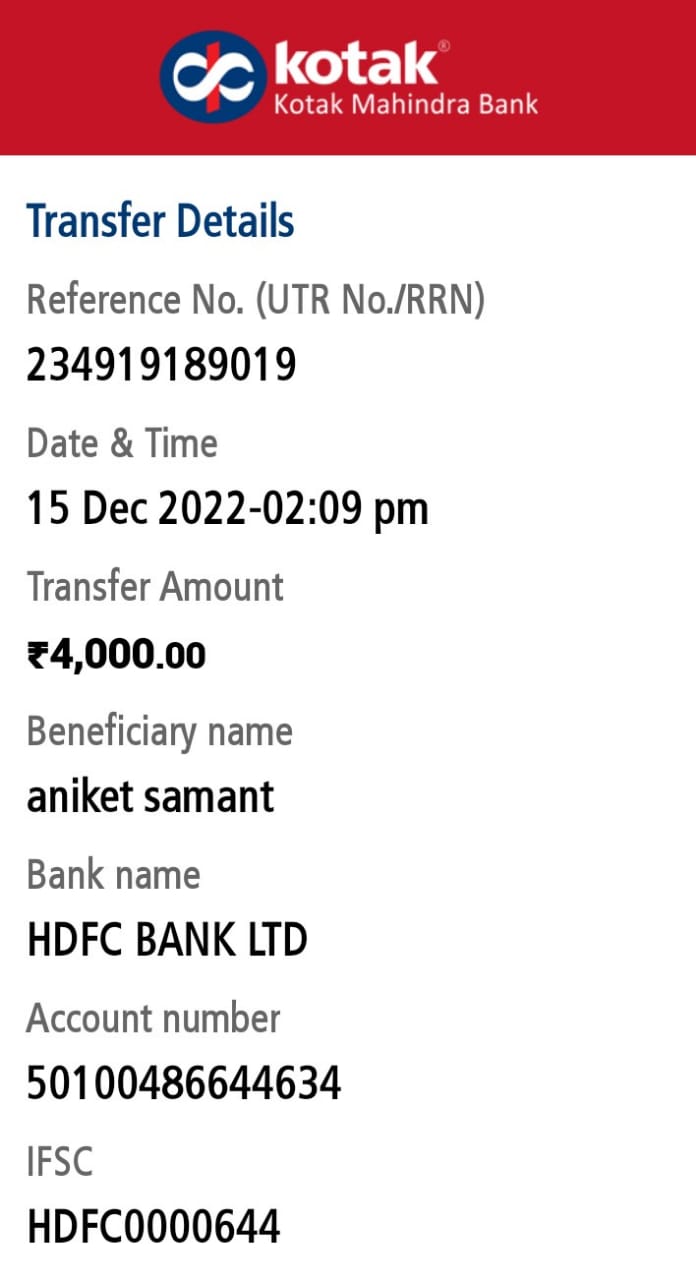 kotak®
Kotak Mahindra Bank
Transfer Details
Reference No. (UTR No./RRN)
234919189019
Date & Time
15 Dec 2022-02:09 pm
Transfer Amount
₹4,000.00
Beneficiary name
aniket samant
Bank name
HDFC BANK LTD
Account number
50100486644634
IFSC
HDFC0000644